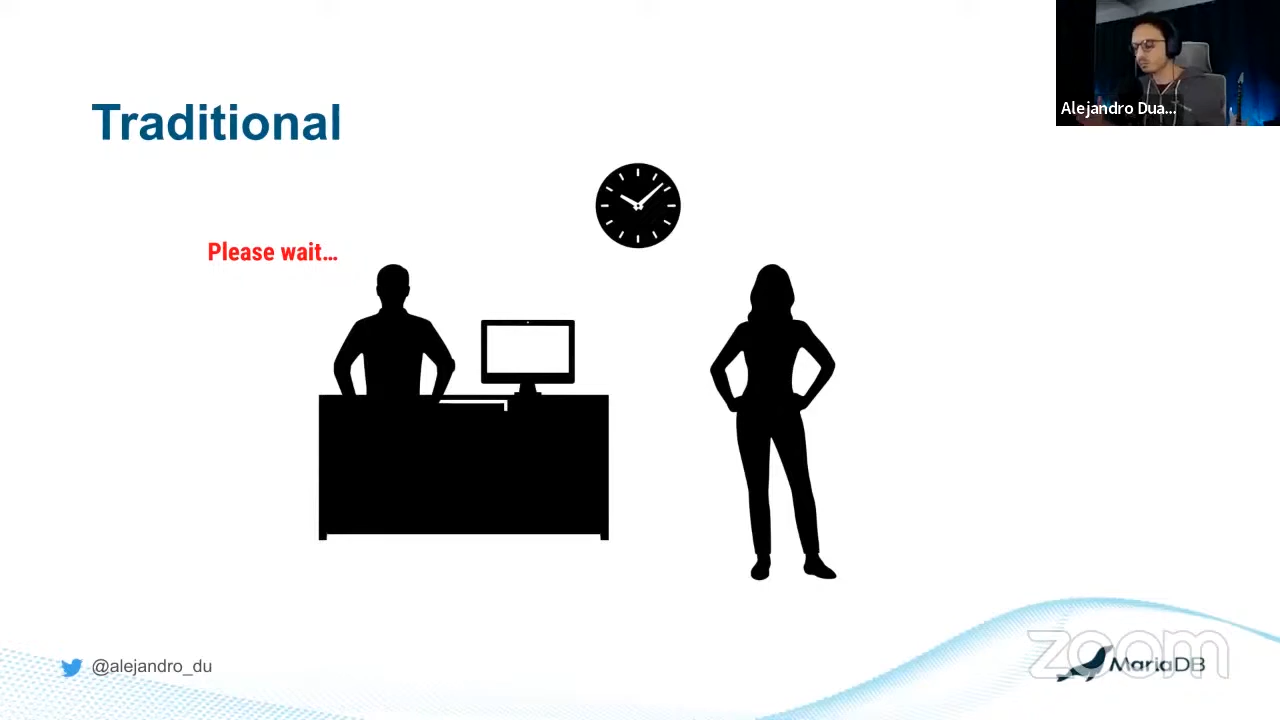 Alejandro Dua...
Traditional
Please wait...
@alejandro_du
zoom
MariaDB